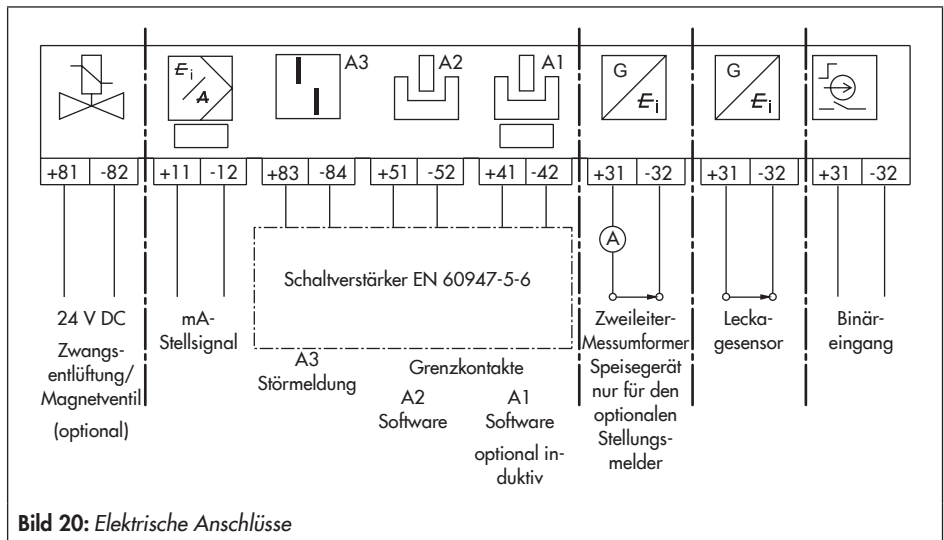 E i / A
A3
A2
A1
G
E i
G
E i
+81 -82 +11 -12 +83 -84 +51 -52 +41 -42 +31 -32 +31 -32 +31 -32
A
Schaltverstärker EN 60947-5-6
24 V DC
Zwangs-
entlüftung/
Magnetventil
(optional)
mA-
Stellsignal
A3
Störmeldung
Grenzkontakte
A2
Software
A1
Software
optional in-
duktiv
Zweileiter-
Messumformer
Speisegerät
nur für den
optionalen
Stellungs-
melder
Lecka-
gesensor
Binär-
eingang
Bild 20: Elektrische Anschlüsse